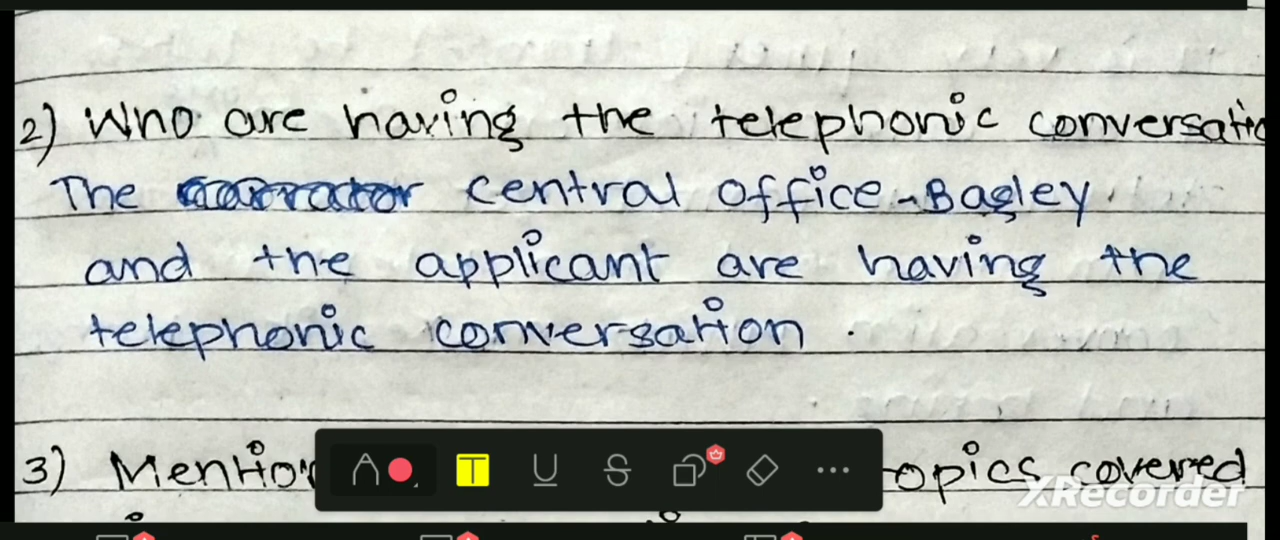 2) Who are having the telephonic conversatio
The central office - Bagley
and the applicant are having the
telephonic conversation.
3) Mention opics covered
XRecorder